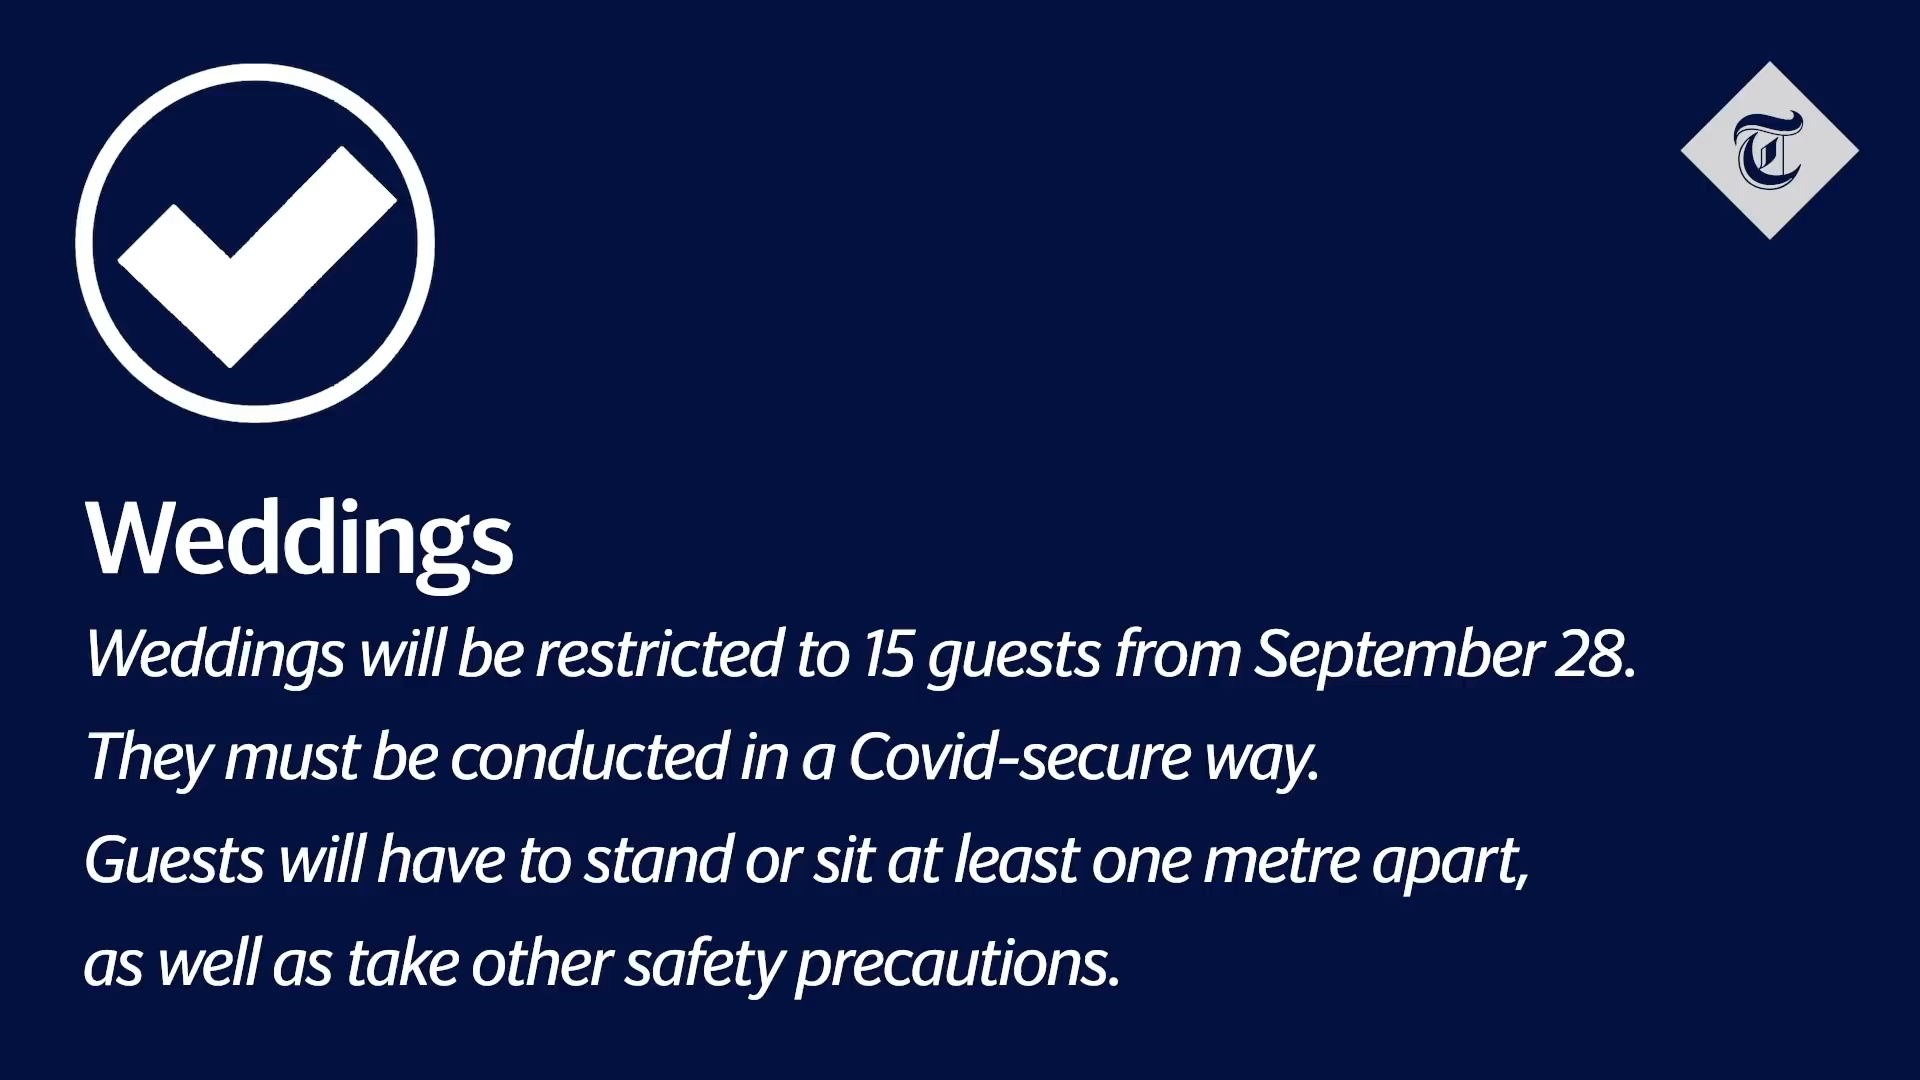 T
Weddings
Weddings will be restricted to 15 guests from September 28.
They must be conducted in a Covid-secure way.
Guests will have to stand or sit at least one metre apart,
as well as take other safety precautions.